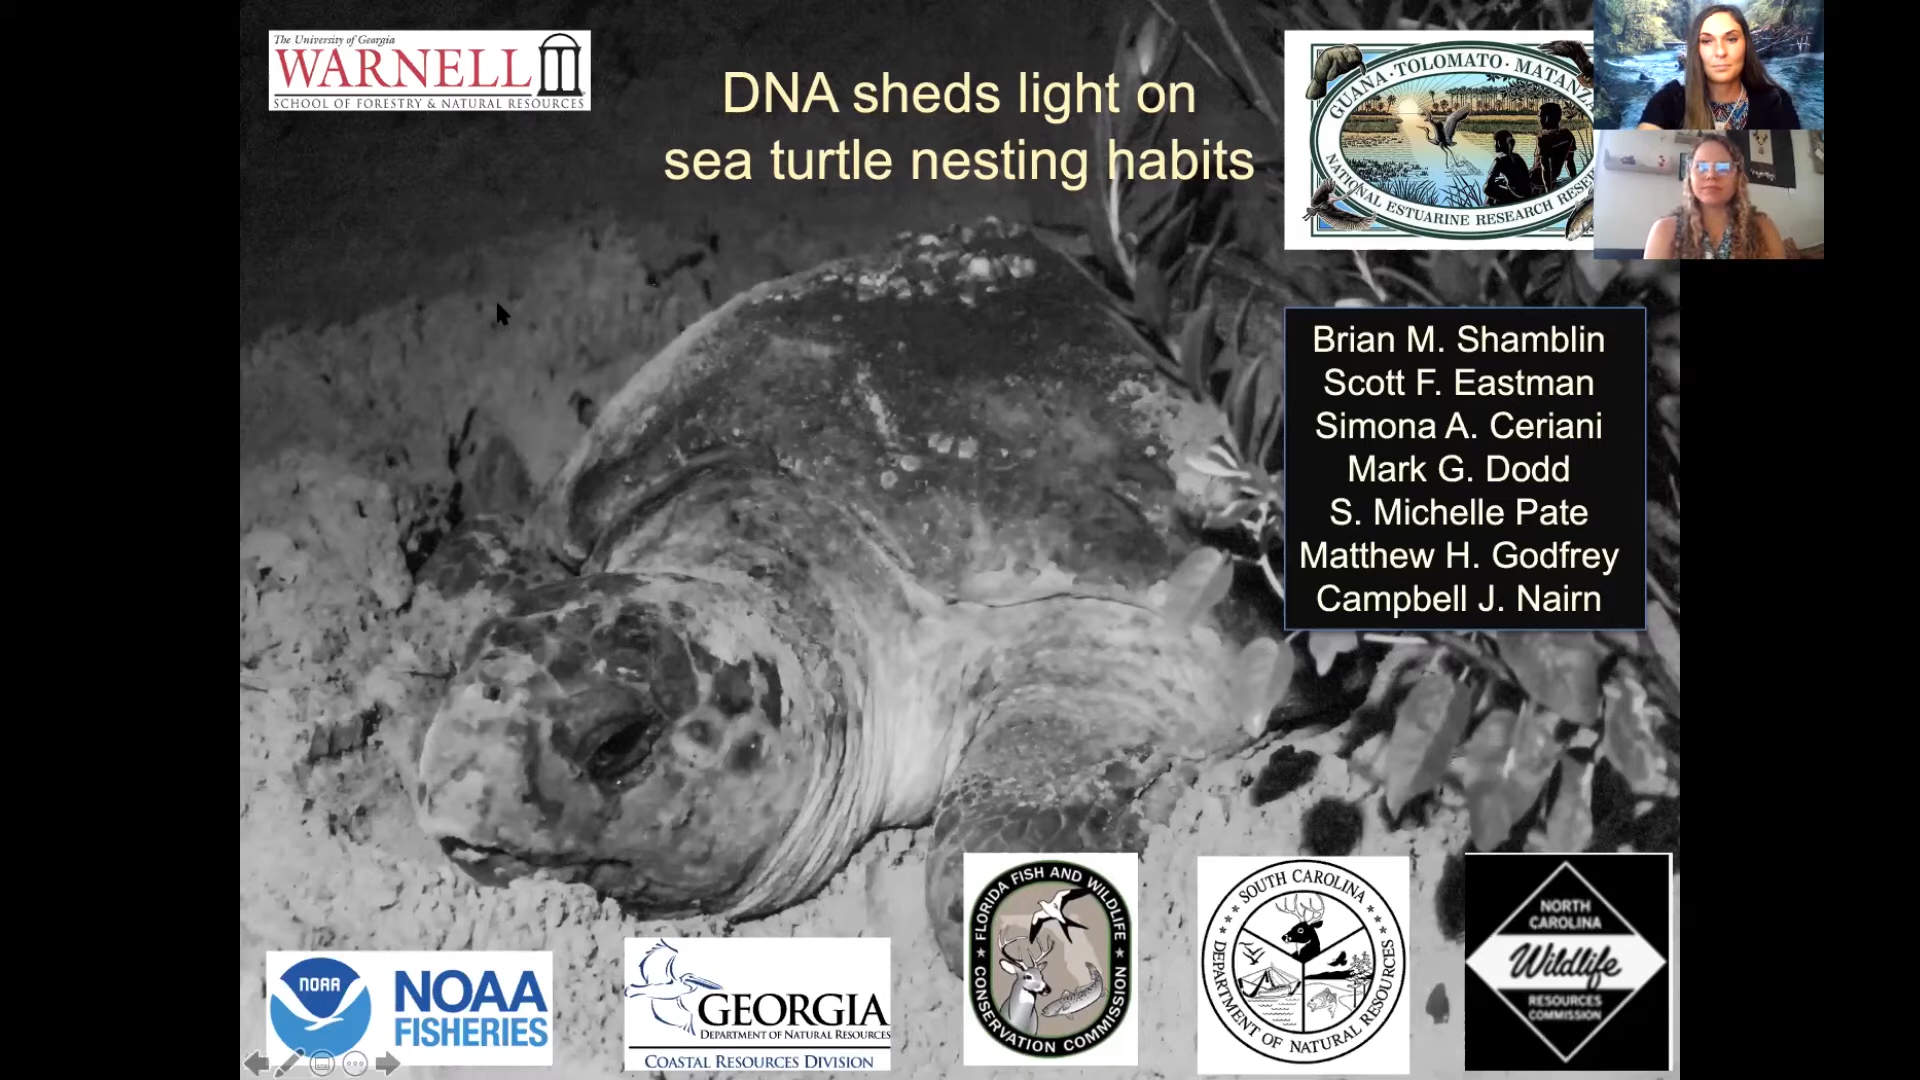 The University of Georgia
WARNELL
SCHOOL OF FORESTRY & NATURAL RESOURCES
DNA sheds light on
sea turtle nesting habits
GUANA · TOLOMATO · MATANZA
NATIONAL ESTUARINE RESEARCH RESE
Brian M. Shamblin
Scott F. Eastman
Simona A. Ceriani
Mark G. Dodd
S. Michelle Pate
Matthew H. Godfrey
Campbell J. Nairn
NOAA
NOAA
FISHERIES
GEORGIA
DEPARTMENT OF NATURAL RESOURCES
COASTAL RESOURCES DIVISION
FLORIDA FISH AND WILDLIFE
CONSERVATION COMMISSION
SOUTH CAROLINA
DEPARTMENT OF NATURAL RESOURCES
NORTH
CAROLINA
Wildlife
RESOURCES
COMMISSION